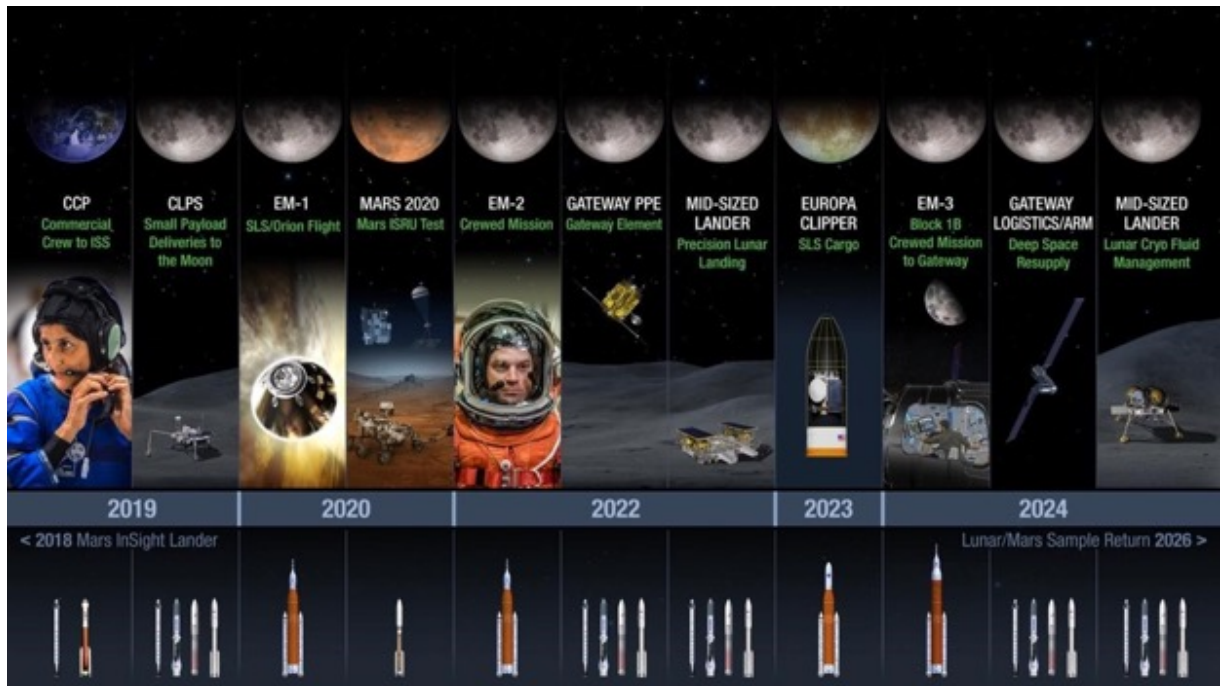 CCP
Commercial
Crew to ISS
CLPS
Small Payload
Deliveries to
the Moon
EM-1
SLS/Orion Flight
MARS 2020
Mars ISRU Test
EM-2
Crewed Mission
GATEWAY PPE
Gateway Element
MID-SIZED
LANDER
Precision Lunar
Landing
EUROPA
CLIPPER
SLS Cargo
EM-3
Block 1B
Crewed Mission
to Gateway
GATEWAY
LOGISTICS/ARM
Deep Space
Resupply
MID-SIZED
LANDER
Lunar Cryo Fluid
Management
2019
2020
2022
2023
2024
< 2018 Mars InSight Lander
Lunar/Mars Sample Return 2026 >